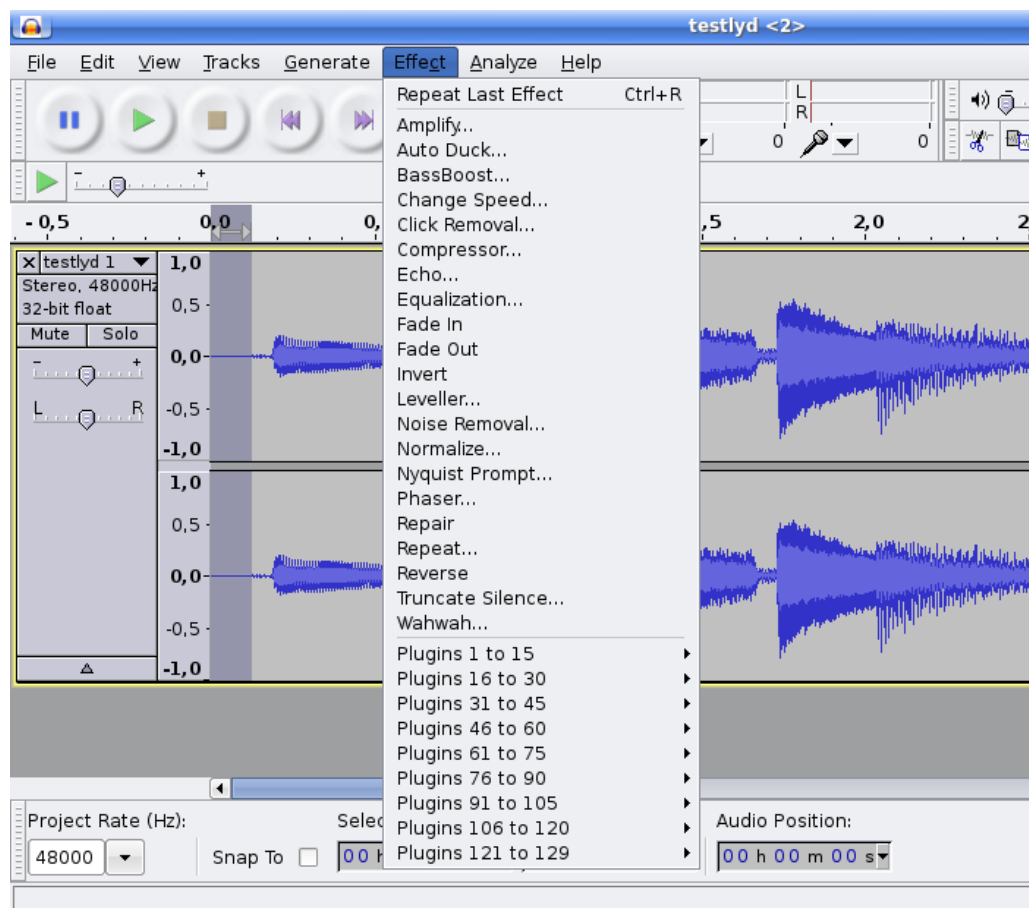 testlyd <2>
File Edit View Tracks Generate Effect Analyze Help
Repeat Last Effect Ctrl+R
Amplify...
Auto Duck...
BassBoost...
Change Speed...
Click Removal...
Compressor...
Echo...
Equalization...
Fade In
Fade Out
Invert
Leveller...
Noise Removal...
Normalize...
Nyquist Prompt...
Phaser...
Repair
Repeat...
Reverse
Truncate Silence...
Wahwah...
Plugins 1 to 15
Plugins 16 to 30
Plugins 31 to 45
Plugins 46 to 60
Plugins 61 to 75
Plugins 76 to 90
Plugins 91 to 105
Plugins 106 to 120
Plugins 121 to 129
L
R
0 0
- +
- 0,5 0,0 0, ,5 2,0 2
testlyd 1
Stereo, 48000Hz
32-bit float
Mute Solo
- +
L R
1,0
0,5
0,0
-0,5
-1,0
1,0
0,5
0,0
-0,5
-1,0
Project Rate (Hz):
48000
Snap To
Selec
00 h
Audio Position:
00 h 00 m 00 s